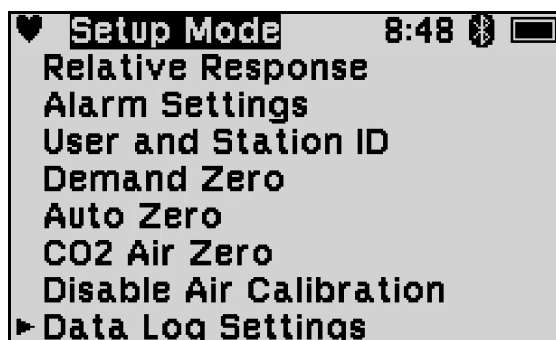 Setup Mode 8:48
Relative Response
Alarm Settings
User and Station ID
Demand Zero
Auto Zero
CO2 Air Zero
Disable Air Calibration
Data Log Settings